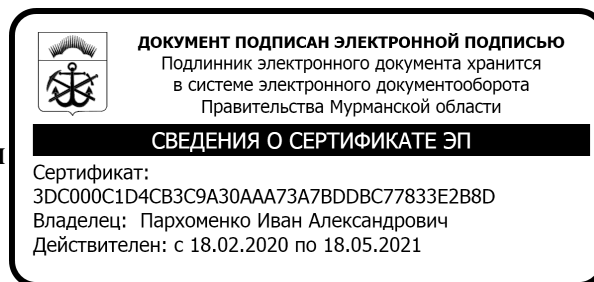 ДОКУМЕНТ ПОДПИСАН ЭЛЕКТРОННОЙ ПОДПИСЬЮ
Подлинник электронного документа хранится
в системе электронного документооборота
Правительства Мурманской области
СВЕДЕНИЯ О СЕРТИФИКАТЕ ЭП
Сертификат:
3DC000C1D4CB3C9A30AAA73A7BDDBC77833E2B8D
Владелец: Пархоменко Иван Александрович
Действителен: с 18.02.2020 по 18.05.2021